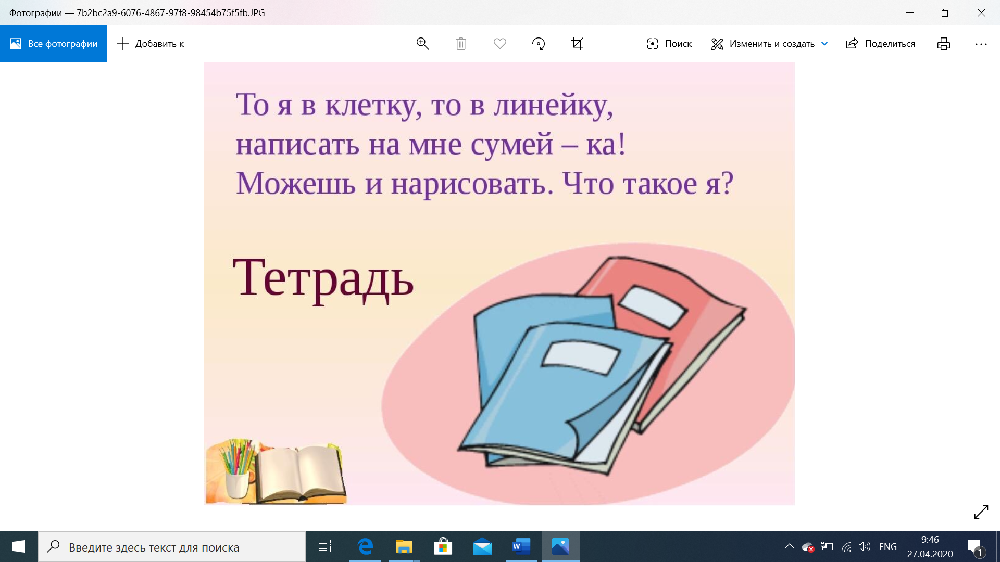 Фотографии — 7b2bc2a9-6076-4867-97f8-98454b75f5fb.JPG
Все фотографии
Добавить к
Поиск
Изменить и создать
Поделиться
То я в клетку, то в линейку,
написать на мне сумей – ка!
Можешь и нарисовать. Что такое я?
Тетрадь
Введите здесь текст для поиска
W
ENG
9:46
27.04.2020
1